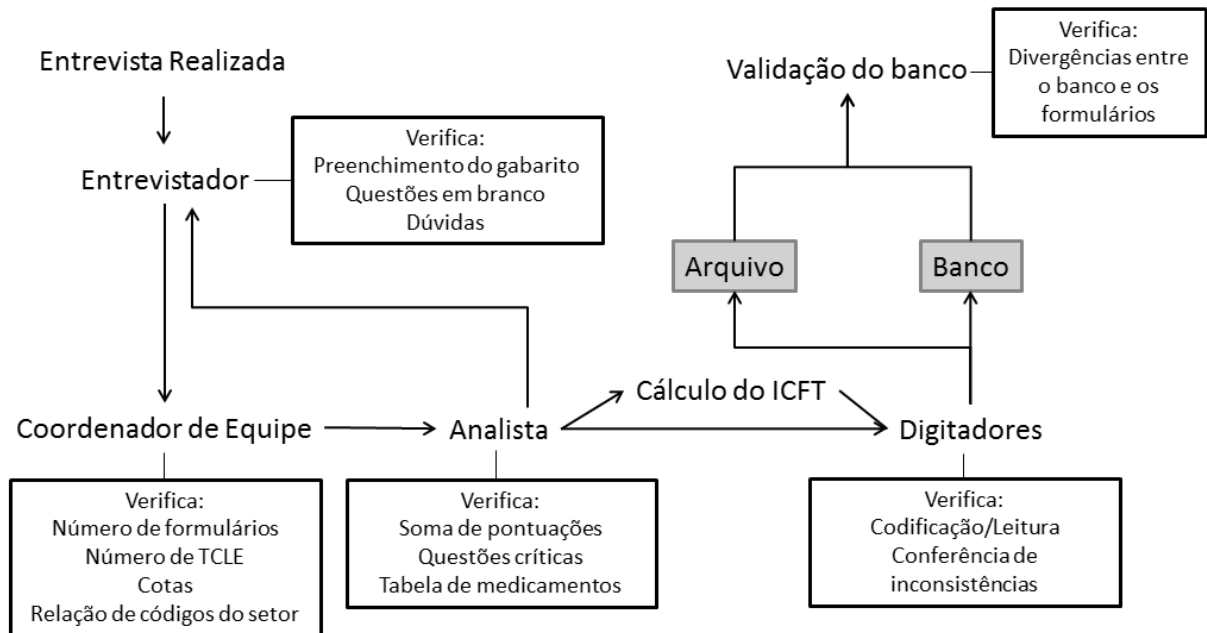 Entrevista Realizada
Entrevistador
Verifica:
Preenchimento do gabarito
Questões em branco
Dúvidas
Coordenador de Equipe
Verifica:
Número de formulários
Número de TCLE
Cotas
Relação de códigos do setor
Analista
Verifica:
Soma de pontuações
Questões críticas
Tabela de medicamentos
Cálculo do ICFT
Digitadores
Verifica:
Codificação/Leitura
Conferência de
inconsistências
Arquivo
Banco
Validação do banco
Verifica:
Divergências entre
o banco e os
formulários